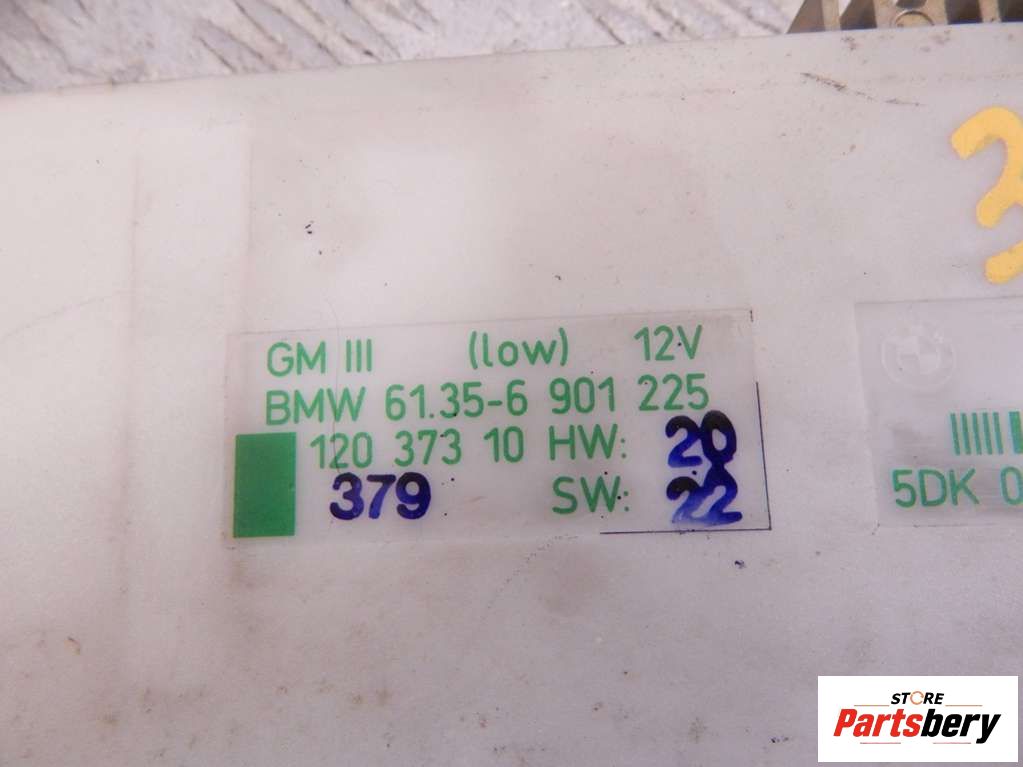 3
GM III (low) 12V
BMW 61.35-6 901 225
120 373 10 HW: 20
379 SW: 22
5DK 0
STORE
Partsbery